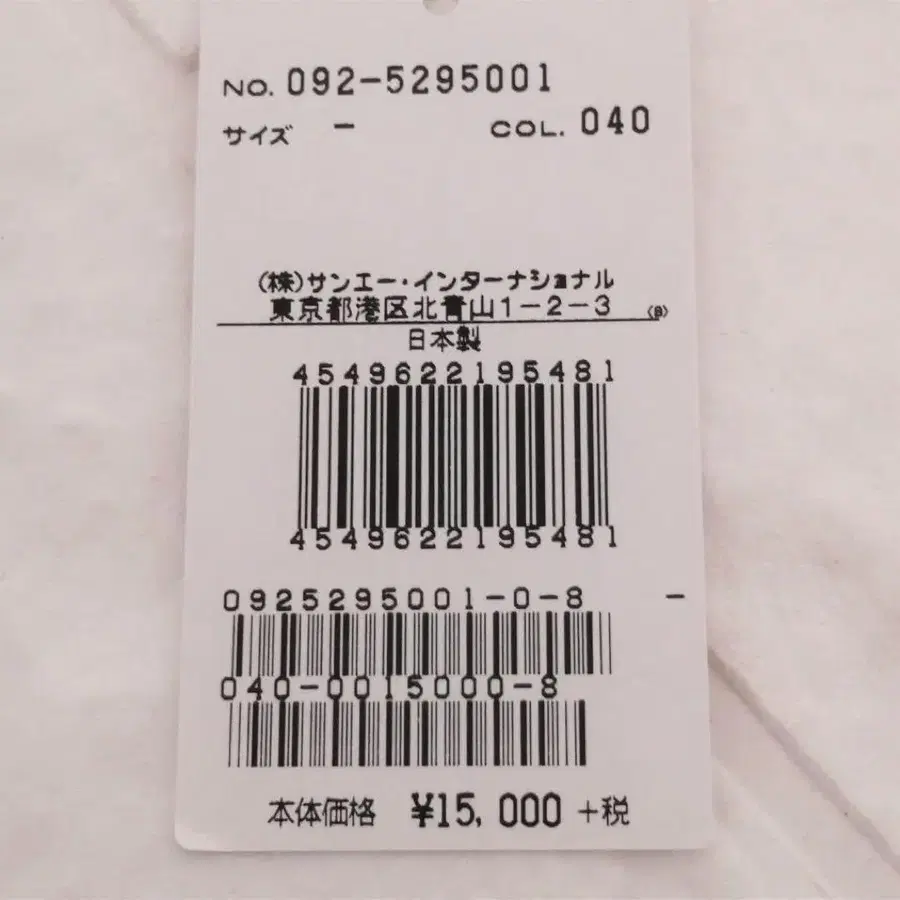 NO. 092-5295001
サイズ - COL. 040
(株)サンエー・インターナショナル
東京都港区北青山1-2-3 (B)
日本製
4549622195481
4549622195481
0925295001-0-8 -
040-0015000-8
本体価格 ¥15,000 +税